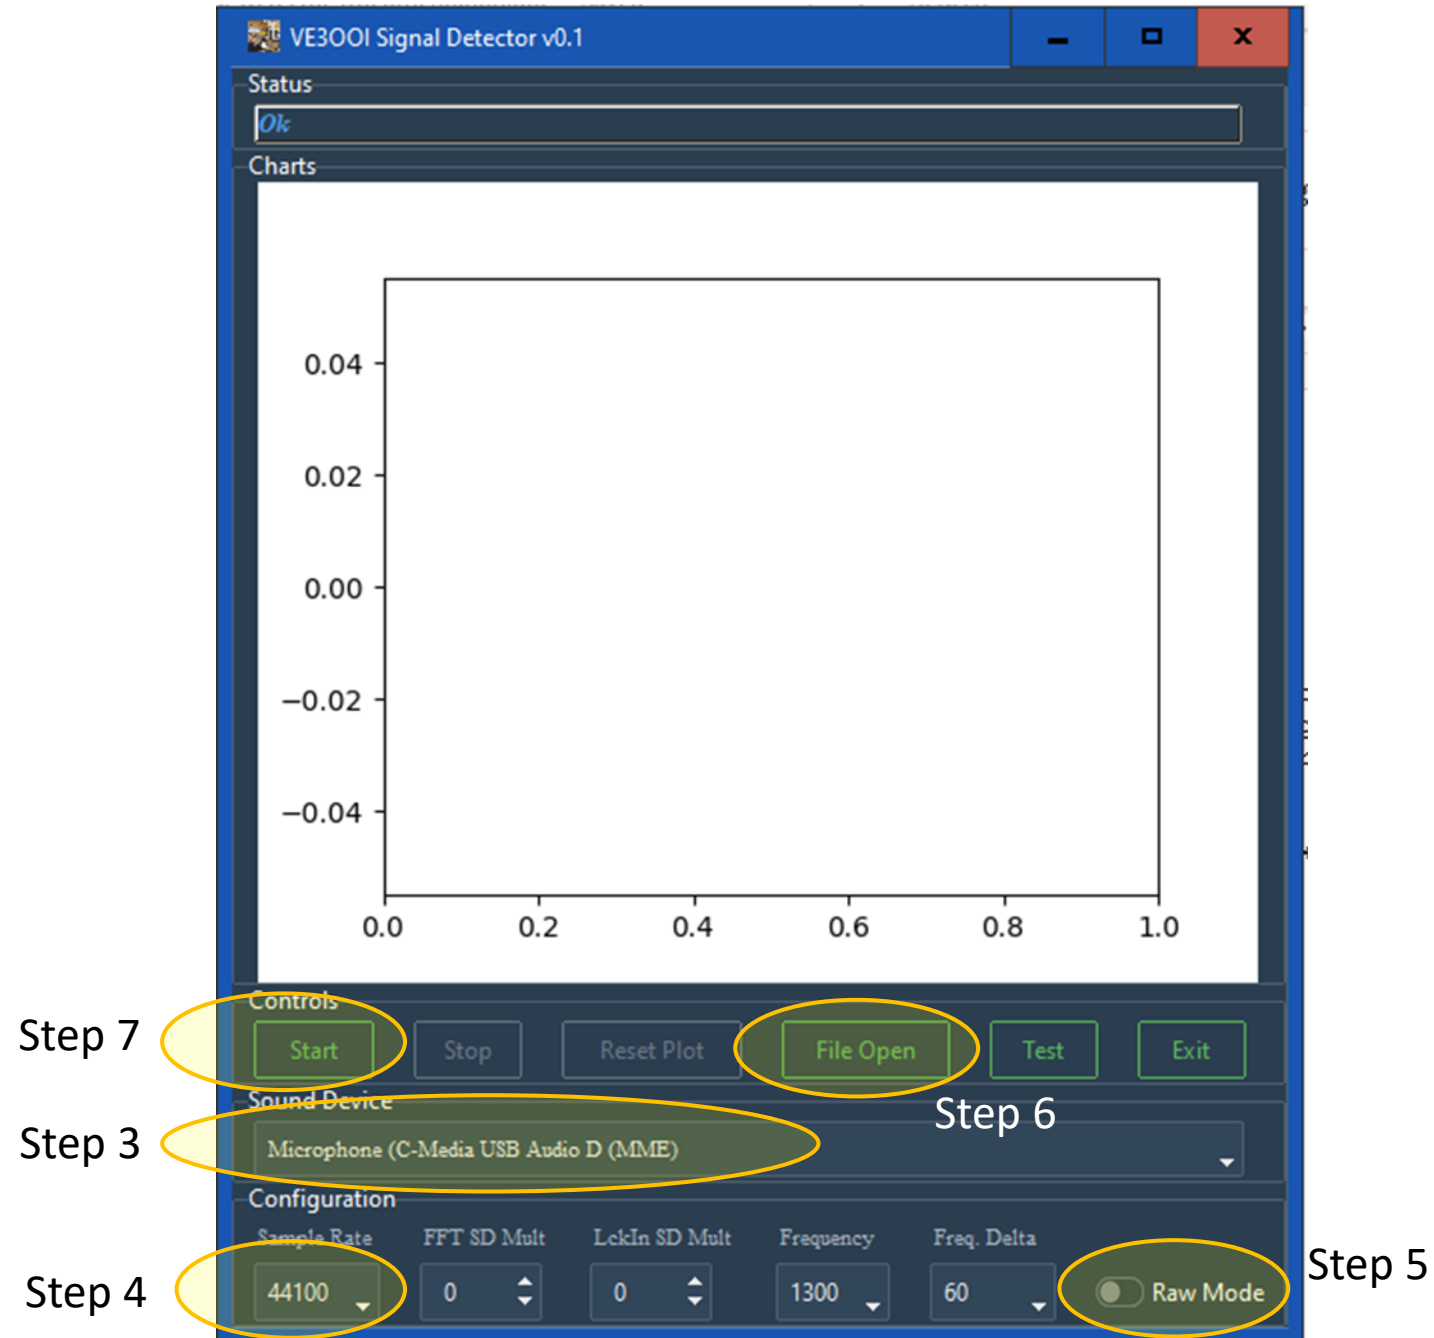 VE3OOI Signal Detector v0.1
Status
Ok
Charts
0.04
0.02
0.00
−0.02
−0.04
0.0 0.2 0.4 0.6 0.8 1.0
Controls
Step 7
Start Stop Reset Plot File Open Test Exit
Sound Device
Step 6
Step 3
Microphone (C-Media USB Audio D (MME)
Configuration
Sample Rate FFT SD Mult LckIn SD Mult Frequency Freq. Delta
Step 4
44100 0 0 1300 60 Raw Mode
Step 5